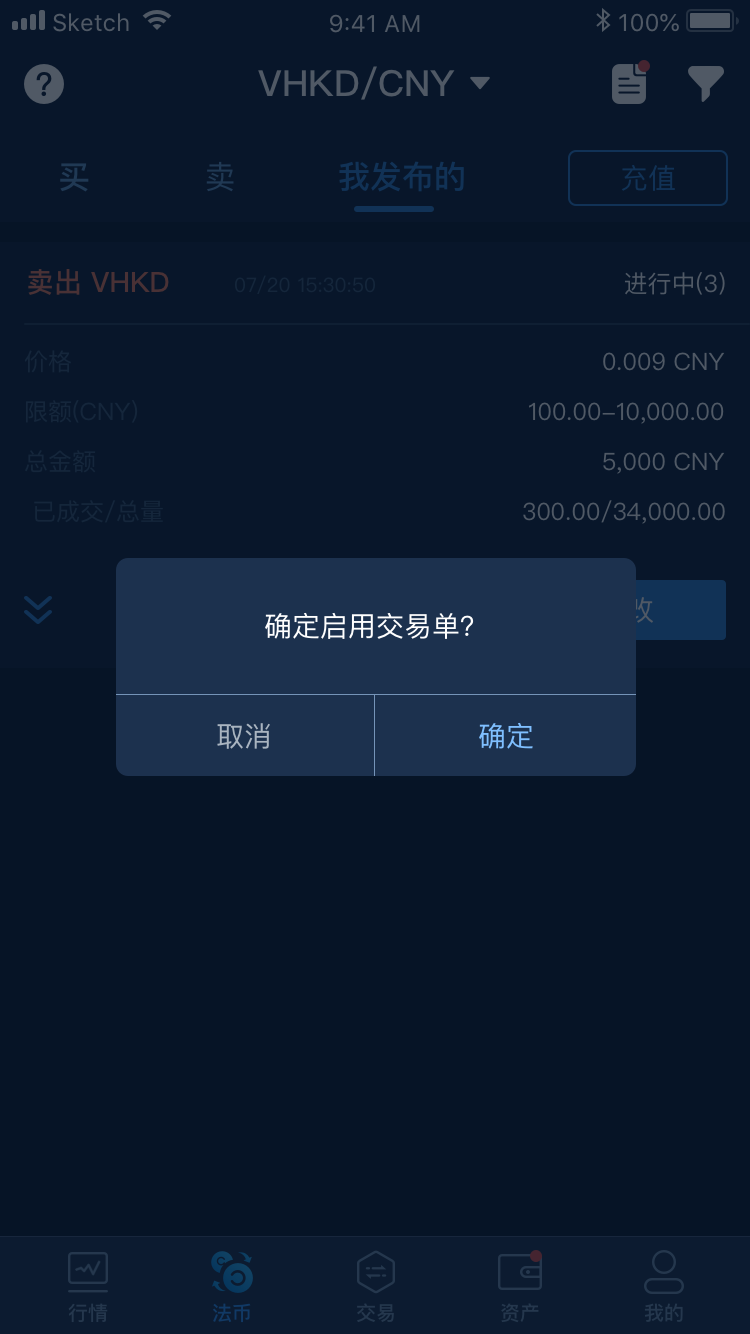 Sketch 9:41 AM 100%
VHKD/CNY
买 卖 我发布的 充值
卖出 VHKD 07/20 15:30:50 进行中(3)
价格 0.009 CNY
限额(CNY) 100.00–10,000.00
总金额 5,000 CNY
已成交/总量 300.00/34,000.00
改
确定启用交易单?
取消 确定
行情 法币 交易 资产 我的